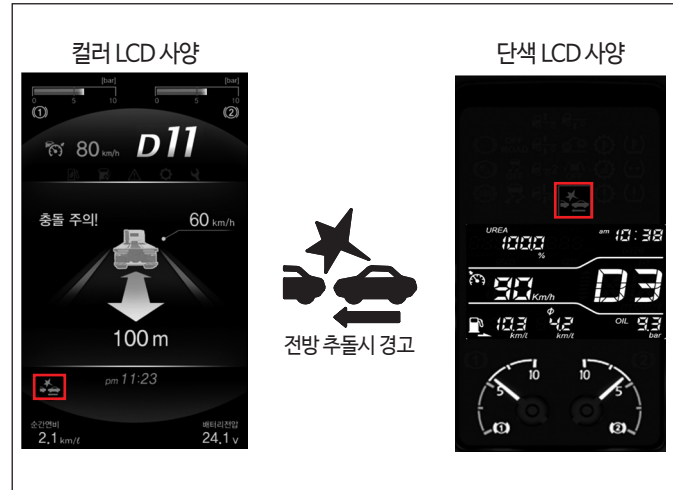 컬러 LCD 사양
단색 LCD 사양
[bar]
[bar]
0 5 10
0 5 10
(1)
(2)
80 km/h D11
충돌 주의!
60 km/h
100 m
pm 11:23
순간연비
2.1 km/ℓ
배터리전압
24.1 v
전방 추돌시 경고
UREA
100.0
%
am 10:38
90 Km/h
D3
10.3
km/ℓ
ϕ
4.2
km/ℓ
OIL 9.3
bar
10
5
(1)
10
5
(2)